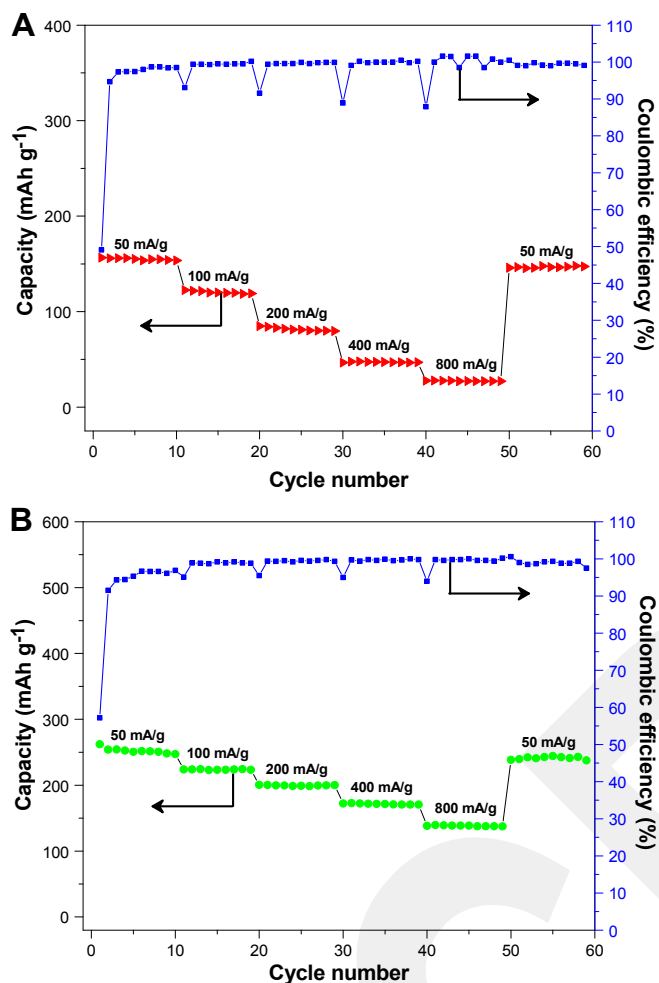 A
400
300
200
100
0
Capacity (mAh g-1)
50 mA/g
100 mA/g
200 mA/g
400 mA/g
800 mA/g
50 mA/g
110
100
90
80
70
60
50
40
30
20
10
0
Coulombic efficiency (%)
0 10 20 30 40 50 60
Cycle number
B
600
500
400
300
250
200
100
0
Capacity (mAh g-1)
50 mA/g
100 mA/g
200 mA/g
400 mA/g
800 mA/g
50 mA/g
110
100
90
80
70
60
50
40
30
20
10
0
Coulombic efficiency (%)
0 10 20 30 40 50 60
Cycle number